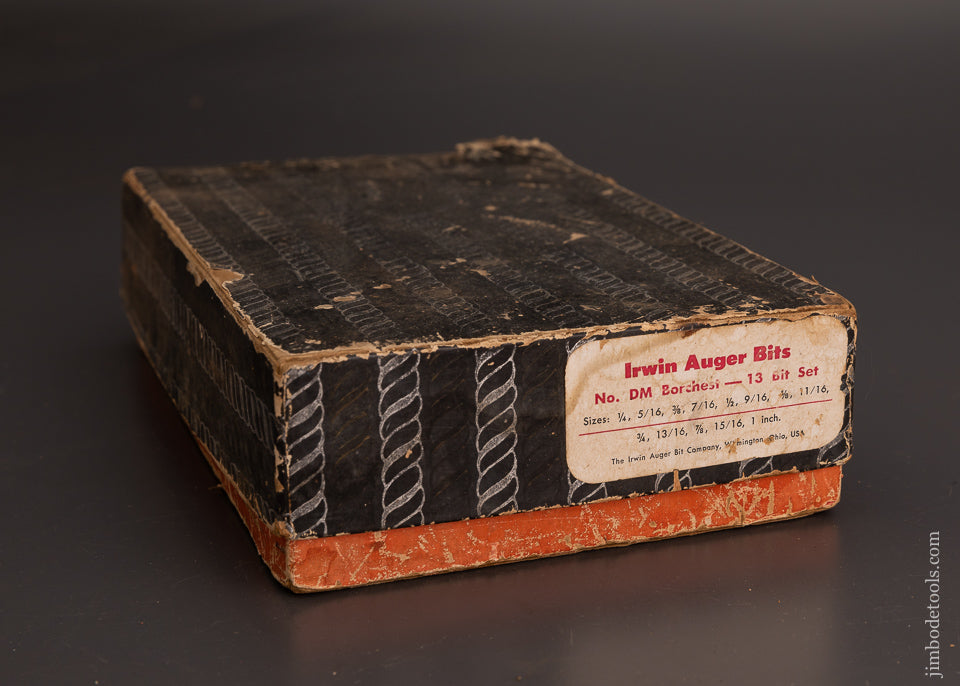 Irwin Auger Bits
No. DM Borchest — 13 Bit Set
Sizes: ¼, 5/16, ⅜, 7/16, ½, 9/16, ⅝, 11/16,
¾, 13/16, ⅞, 15/16, 1 inch.
The Irwin Auger Bit Company, Wilmington, Ohio, USA
jimbodetools.com